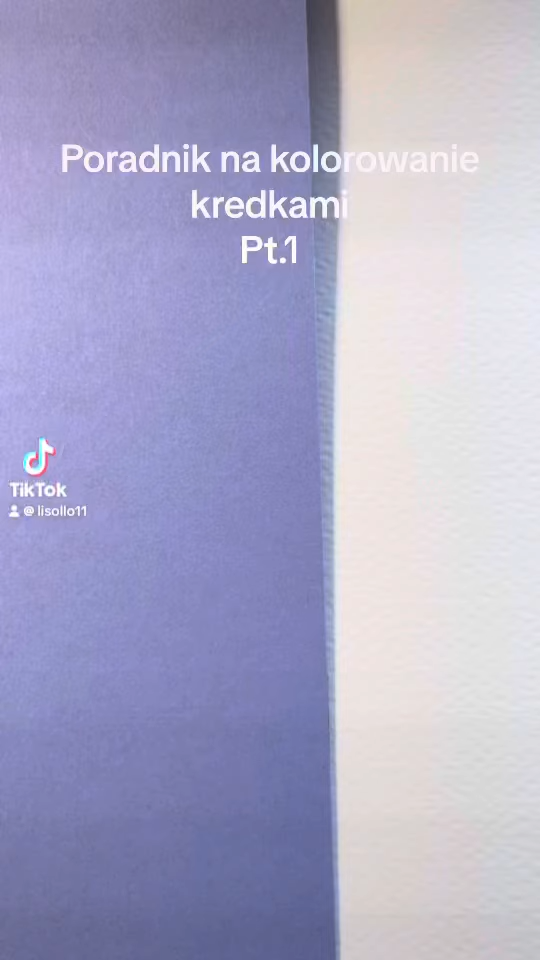 Poradnik na kolorowanie
kredkami
Pt.1
TikTok
@lisollo11